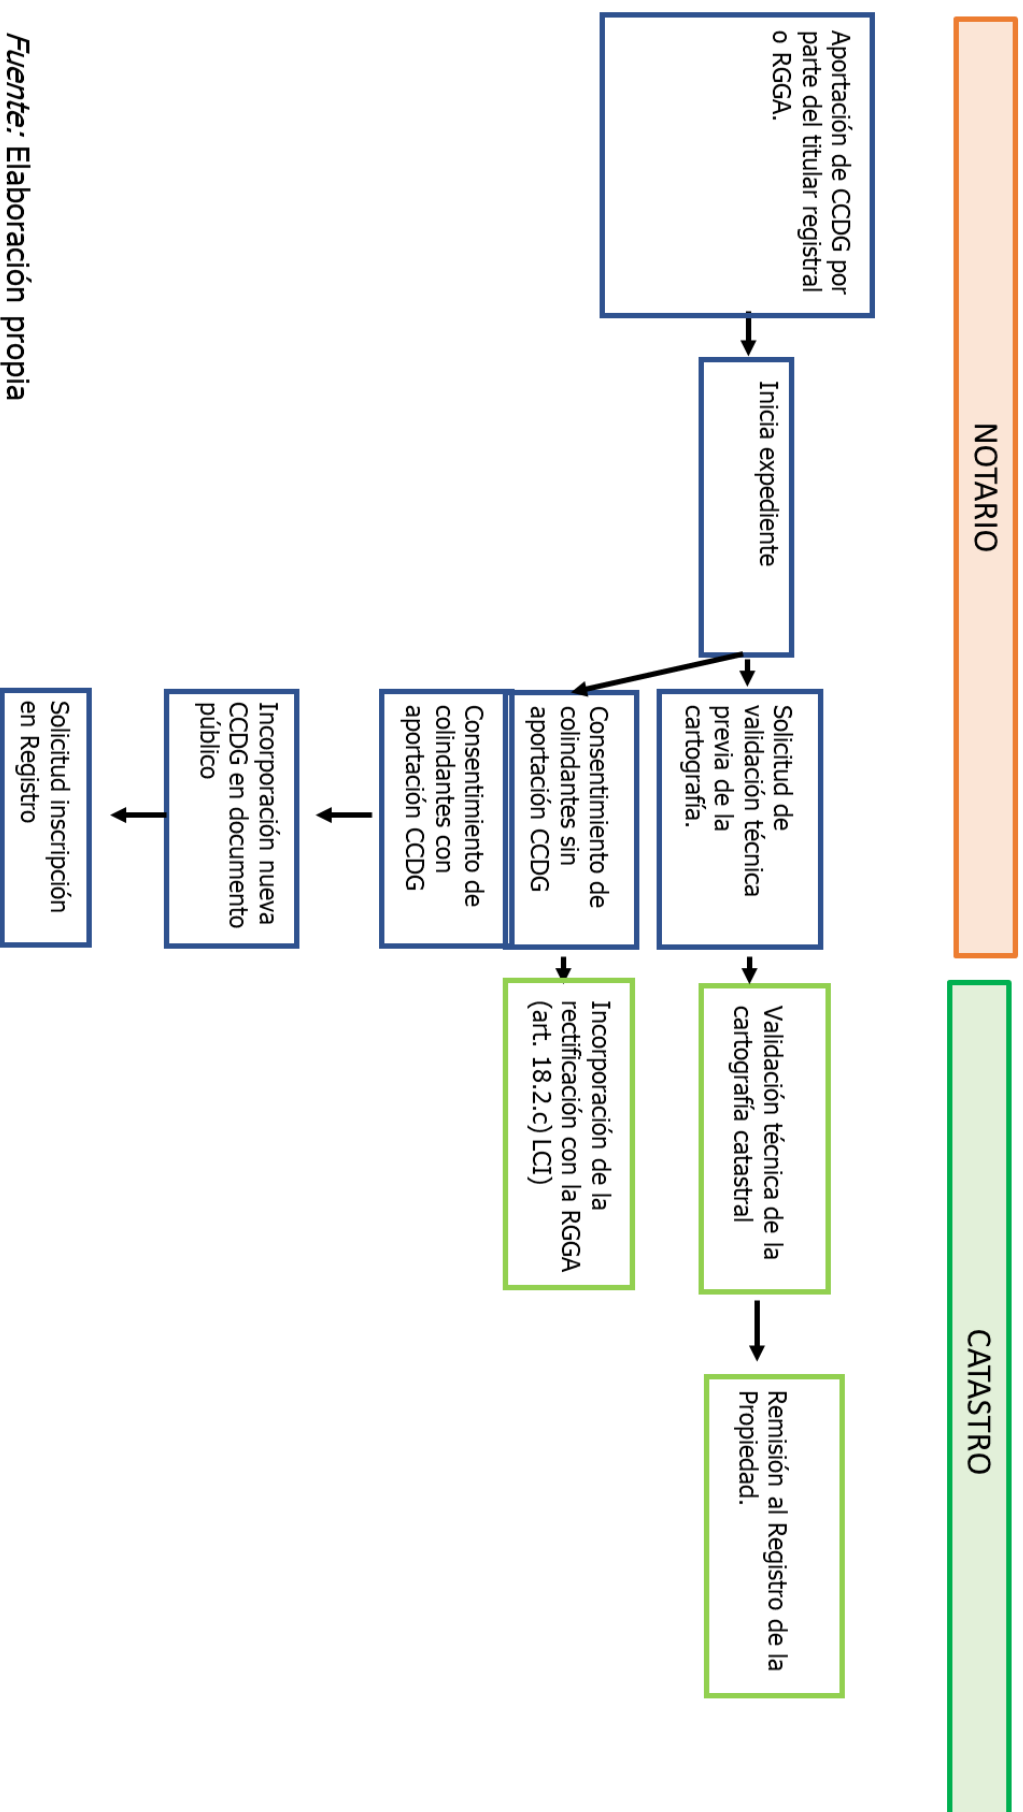 NOTARIO
CATASTRO
Aportación de CCDG por
parte del titular registral
o RGGA.
Inicia expediente
Solicitud de
validación técnica
previa de la
cartografía.
Validación técnica de la
cartografía catastral
Remisión al Registro de la
Propiedad.
Consentimiento de
colindantes sin
aportación CCDG
Incorporación de la
rectificación con la RGGA
(art. 18.2.c) LCI)
Consentimiento de
colindantes con
aportación CCDG
Incorporación nueva
CCDG en documento
público
Solicitud inscripción
en Registro
Fuente: Elaboración propia